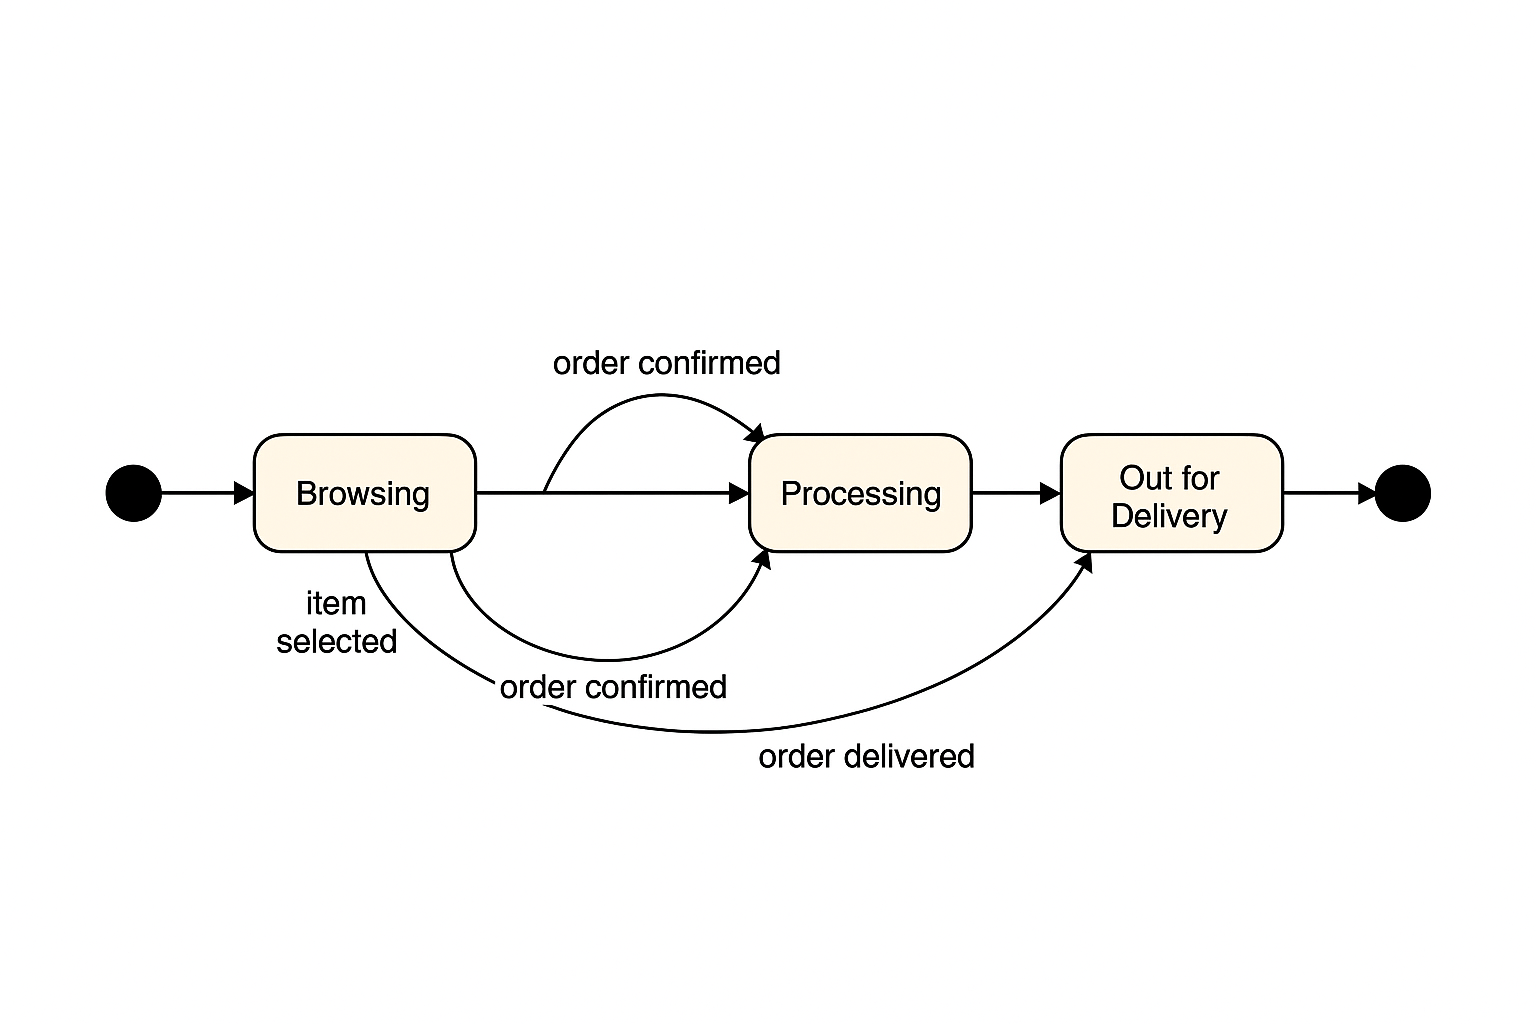 order confirmed
Browsing
Processing
Out for
Delivery
item
selected
order confirmed
order delivered